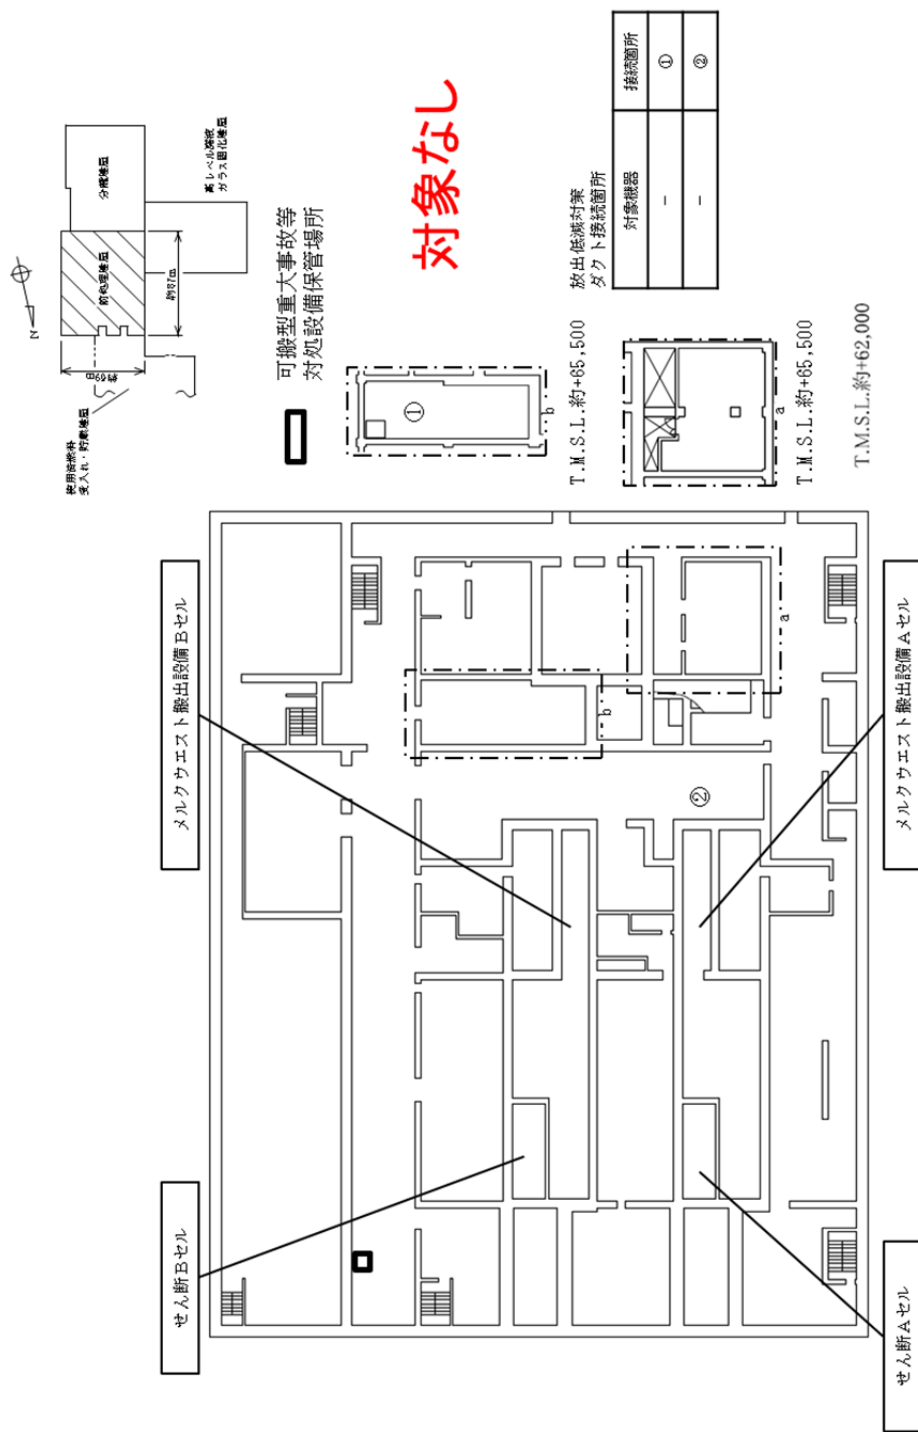 メルクウエスト搬出設備Bセル
せん断Bセル
メルクウエスト搬出設備Aセル
せん断Aセル
b
a
②
N
約69m
約87m
使用済燃料
受入れ・貯蔵建屋
前処理建屋
分離建屋
高レベル廃液
ガラス固化建屋
可搬型重大事故等
対処設備保管場所
対象なし
①
b
T.M.S.L.約+65,500
a
T.M.S.L.約+65,500
T.M.S.L.約+62,000
放出低減対策
ダクト接続箇所
対象機器 接続箇所
－ ①
－ ②